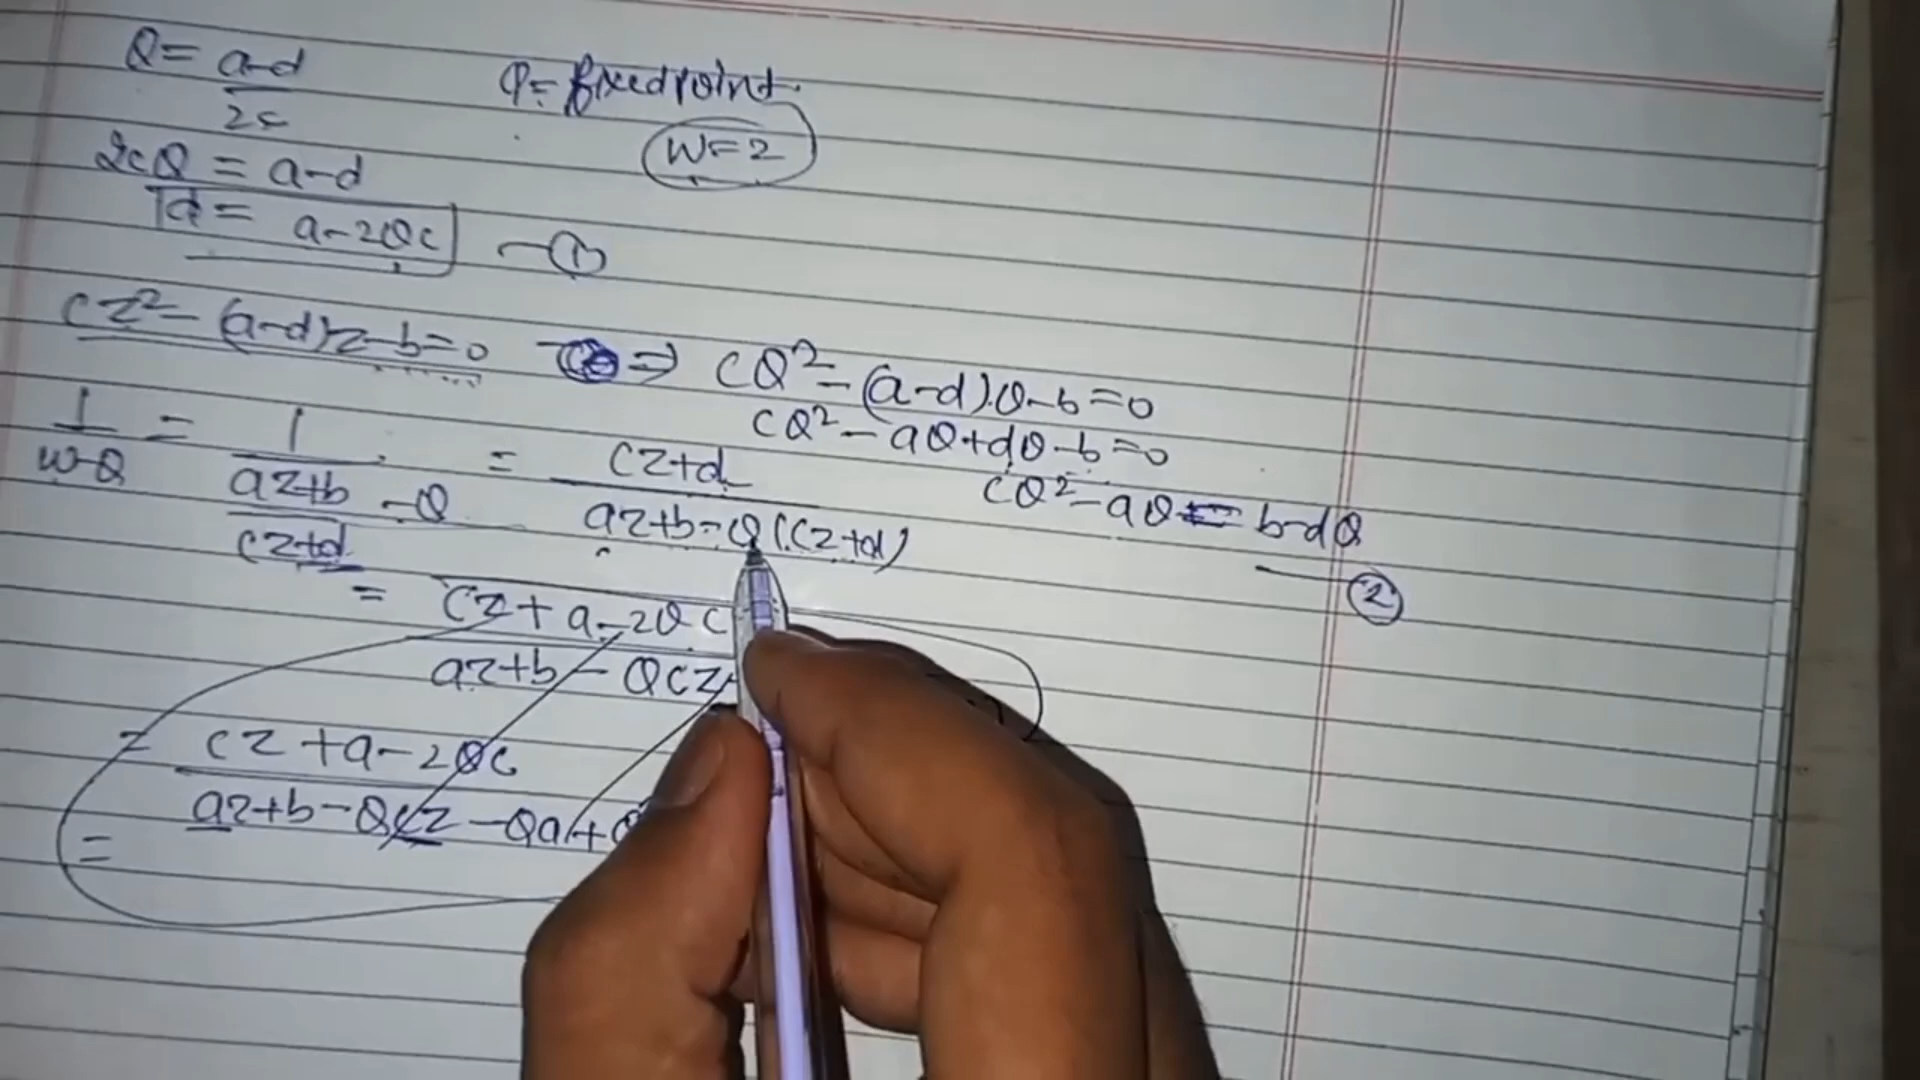 Q = a-d / 2c
Q = fixed point.
W=2
2cQ = a-d
d = a-2Qc — ①
cz²-(a-d)z-b=0 ⇒ cQ²-(a-d).Q-b=0
cQ²-aQ+dQ-b=0
cQ²-aQ = b-dQ
②
1 / w-Q = 1 / az+b / cz+d - Q = cz+d / az+b-Q(cz+d)
= cz+a-2Qc / az+b-Qcz
= cz+a-2Qc / az+b-Qcz-Qa+
=